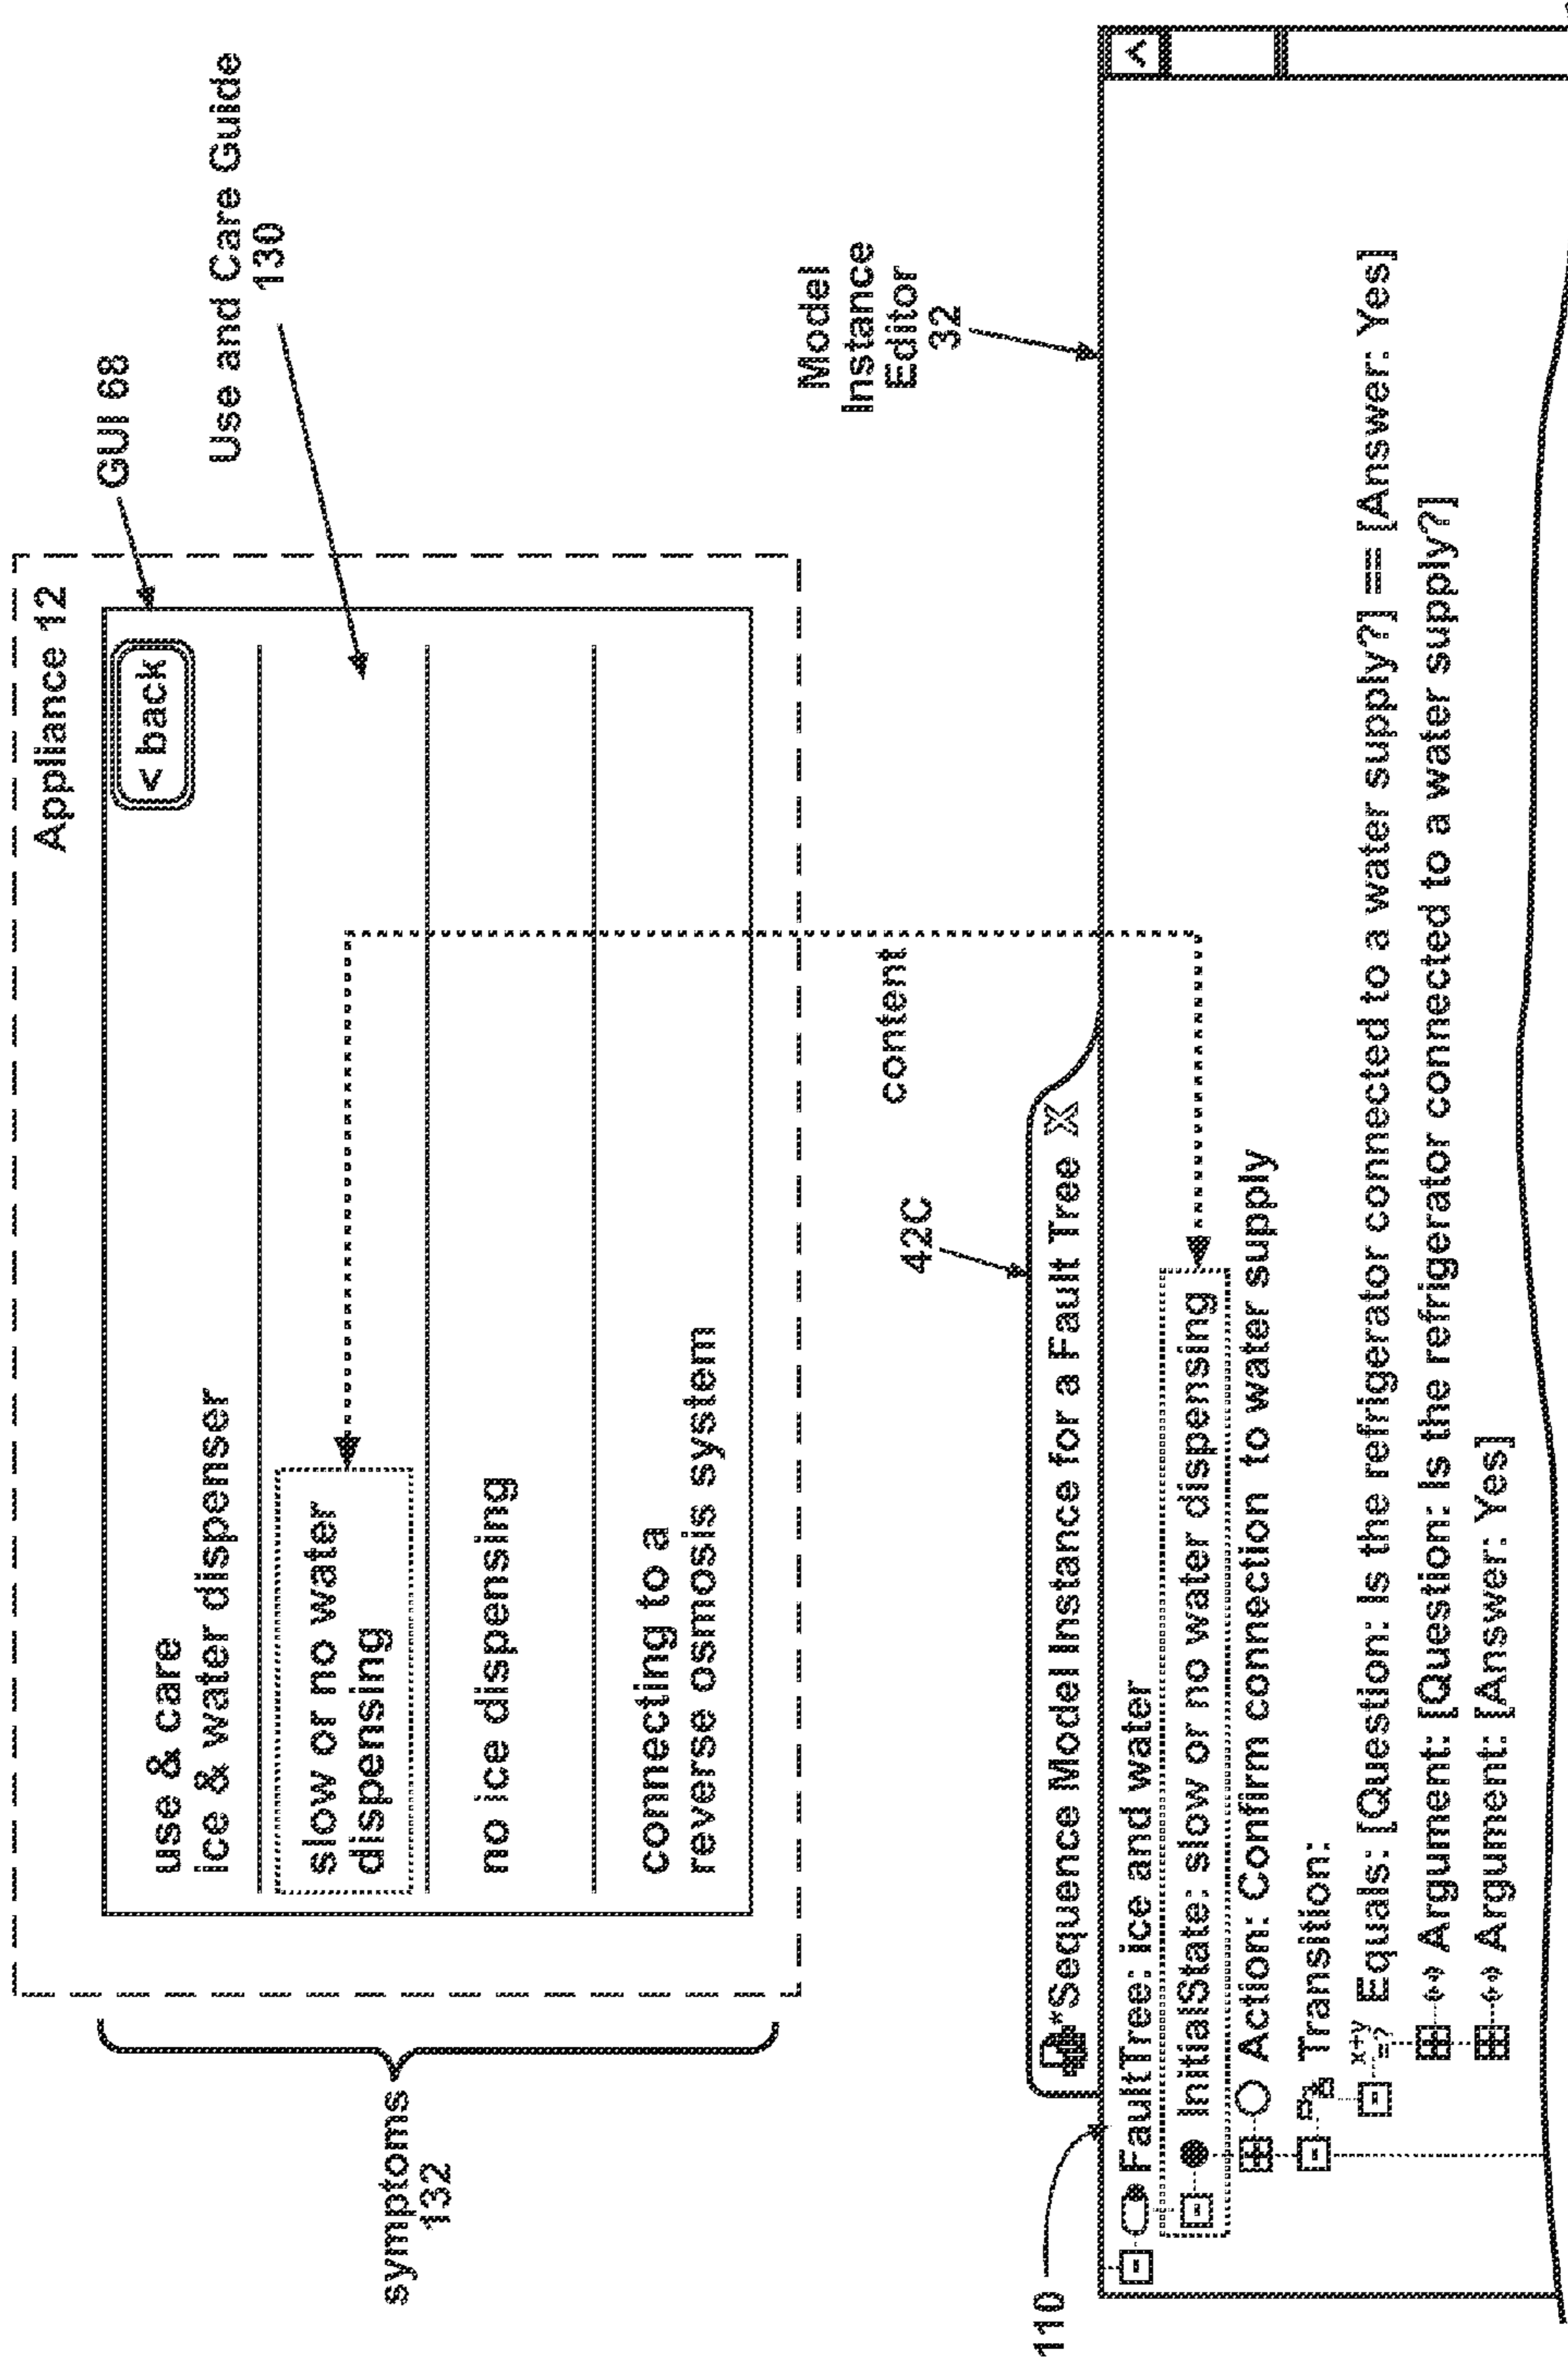 Appliance 12
GUI 68
< back
Use and Care Guide
130
use & care
ice & water dispenser
slow or no water
dispensing
no ice dispensing
connecting to a
reverse osmosis system
symptoms
132
content
Model
Instance
Editor
32
42C
110
*Sequence Model Instance for a Fault Tree X
FaultTree: ice and water
InitialState: slow or no water dispensing
Action: Confirm connection to water supply
Transition:
x+y
=?
Equals: [Question: Is the refrigerator connected to a water supply?] == [Answer: Yes]
Argument: [Question: Is the refrigerator connected to a water supply?]
Argument: [Answer: Yes]